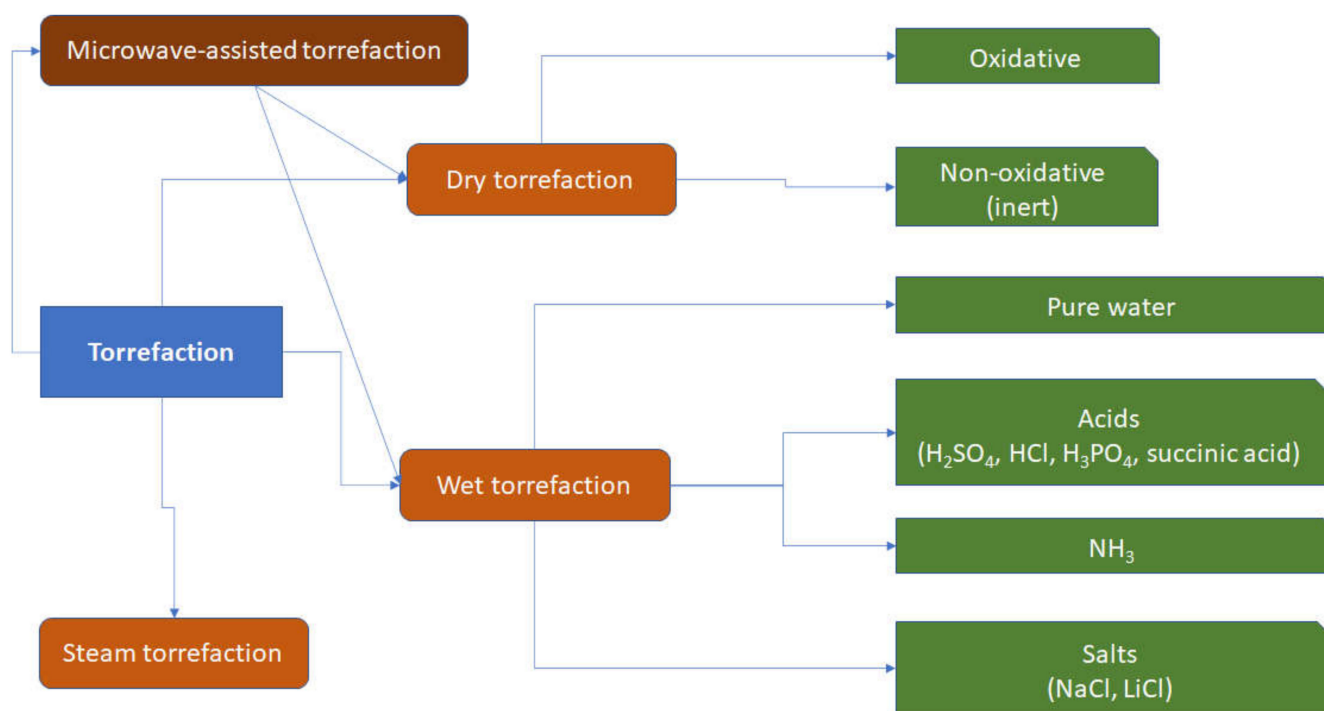 Microwave-assisted torrefaction
Oxidative
Dry torrefaction
Non-oxidative
(inert)
Torrefaction
Pure water
Acids
(H₂SO₄, HCl, H₃PO₄, succinic acid)
Wet torrefaction
NH₃
Steam torrefaction
Salts
(NaCl, LiCl)